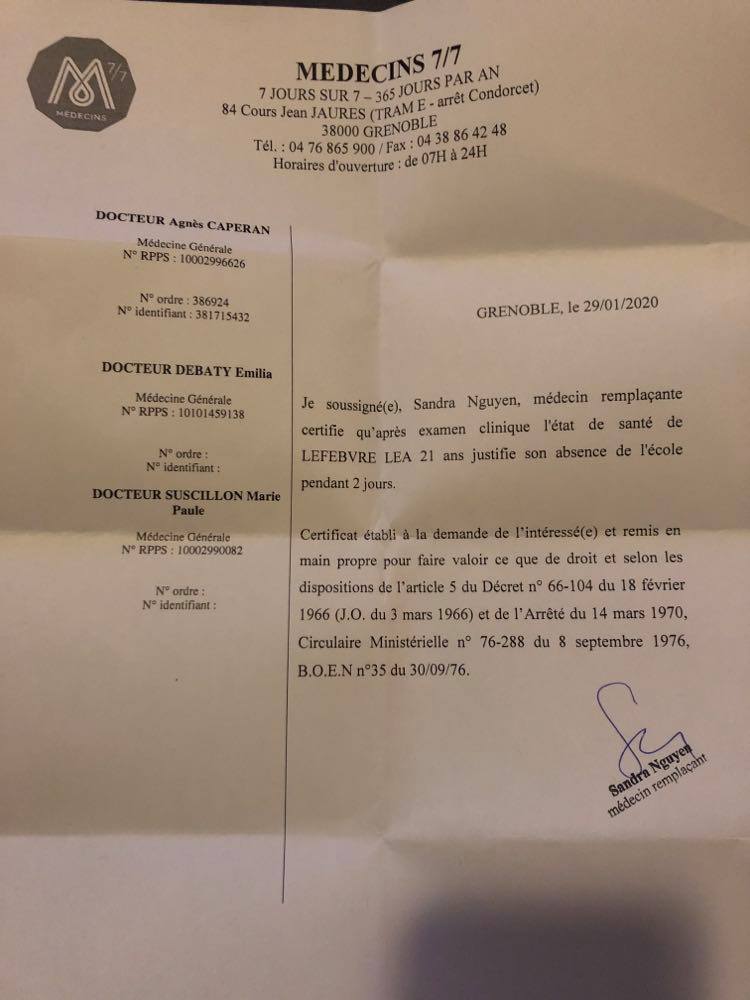 M 7/7
MÉDECINS
MEDECINS 7/7
7 JOURS SUR 7 – 365 JOURS PAR AN
84 Cours Jean JAURES (TRAM E - arrêt Condorcet)
38000 GRENOBLE
Tél. : 04 76 865 900 / Fax : 04 38 86 42 48
Horaires d'ouverture : de 07H à 24H
DOCTEUR Agnès CAPERAN
Médecine Générale
N° RPPS : 10002996626
N° ordre : 386924
N° identifiant : 381715432
DOCTEUR DEBATY Emilia
Médecine Générale
N° RPPS : 10101459138
N° ordre :
N° identifiant :
DOCTEUR SUSCILLON Marie
Paule
Médecine Générale
N° RPPS : 10002990082
N° ordre :
N° identifiant :
GRENOBLE, le 29/01/2020
Je soussigné(e), Sandra Nguyen, médecin remplaçante
certifie qu'après examen clinique l'état de santé de
LEFEBVRE LEA 21 ans justifie son absence de l'école
pendant 2 jours.
Certificat établi à la demande de l'intéressé(e) et remis en
main propre pour faire valoir ce que de droit et selon les
dispositions de l'article 5 du Décret n° 66-104 du 18 février
1966 (J.O. du 3 mars 1966) et de l'Arrêté du 14 mars 1970,
Circulaire Ministérielle n° 76-288 du 8 septembre 1976,
B.O.E.N n°35 du 30/09/76.
Sandra Nguyen
médecin remplaçant